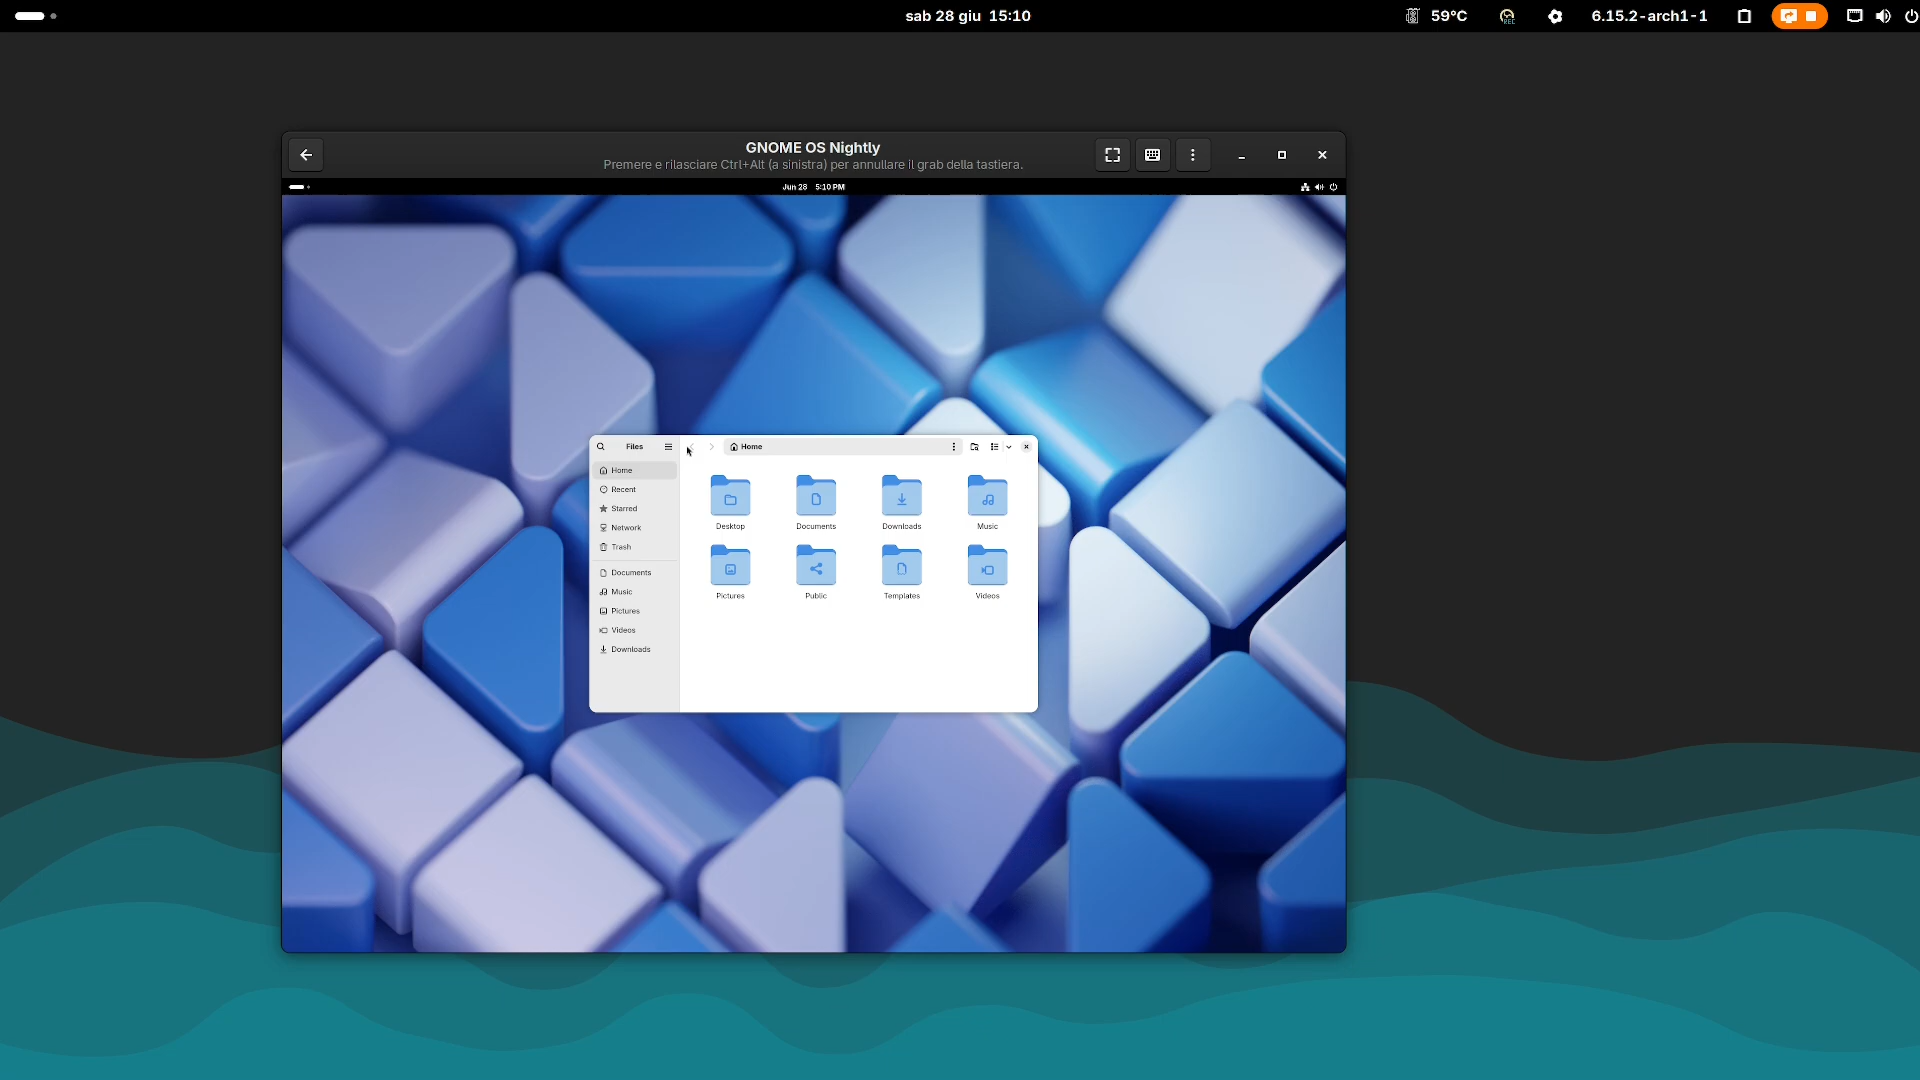 sab 28 giu 15:10
59°C
REC
6.15.2-arch1-1
GNOME OS Nightly
Premere e rilasciare Ctrl+Alt (a sinistra) per annullare il grab della tastiera.
Jun 28 5:10 PM
Files
Home
Home
Recent
Starred
Network
Trash
Documents
Music
Pictures
Videos
Downloads
Desktop
Documents
Downloads
Music
Pictures
Public
Templates
Videos